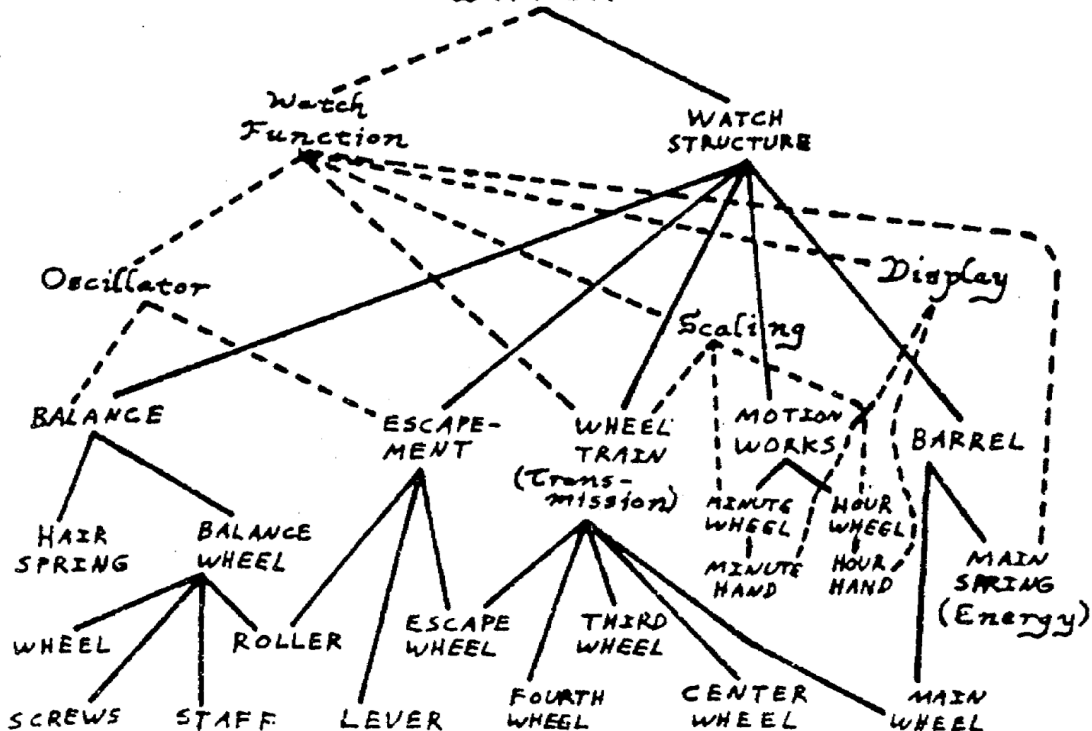 Watch
Function
WATCH
STRUCTURE
Oscillator
Display
Scaling
BALANCE
ESCAPE-
MENT
WHEEL
TRAIN
(Trans-
mission)
MOTION
WORKS
BARREL
HAIR
SPRING
BALANCE
WHEEL
MINUTE
WHEEL
HOUR
WHEEL
MINUTE
HAND
HOUR
HAND
MAIN
SPRING
(Energy)
WHEEL
ROLLER
ESCAPE
WHEEL
THIRD
WHEEL
SCREWS
STAFF
LEVER
FOURTH
WHEEL
CENTER
WHEEL
MAIN
WHEEL